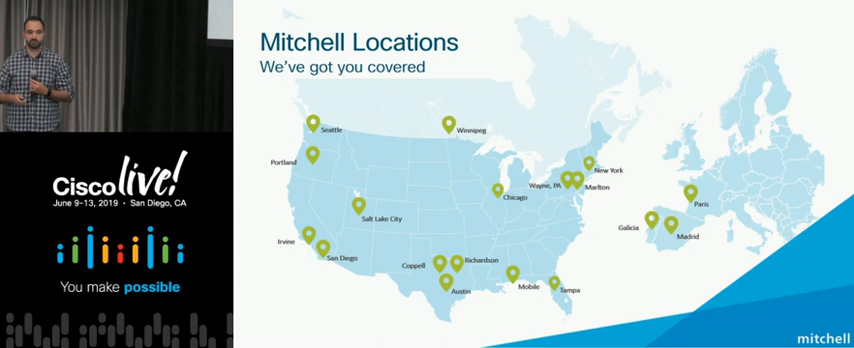 Cisco live!
June 9-13, 2019 • San Diego, CA
You make possible
Mitchell Locations
We've got you covered
Seattle
Winnipeg
Portland
New York
Wayne, PA
Marlton
Chicago
Salt Lake City
Paris
Galicia
Madrid
Irvine
San Diego
Coppell
Richardson
Austin
Mobile
Tampa
mitchell